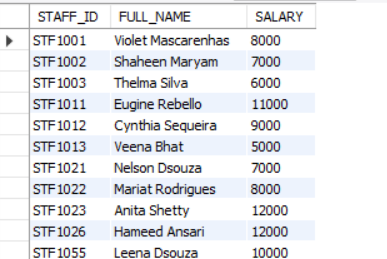 STAFF_ID FULL_NAME SALARY
STF1001 Violet Mascarenhas 8000
STF1002 Shaheen Maryam 7000
STF1003 Thelma Silva 6000
STF1011 Eugine Rebello 11000
STF1012 Cynthia Sequeira 9000
STF1013 Veena Bhat 5000
STF1021 Nelson Dsouza 7000
STF1022 Mariat Rodrigues 8000
STF1023 Anita Shetty 12000
STF1026 Hameed Ansari 12000
STF1055 Leena Dsouza 10000